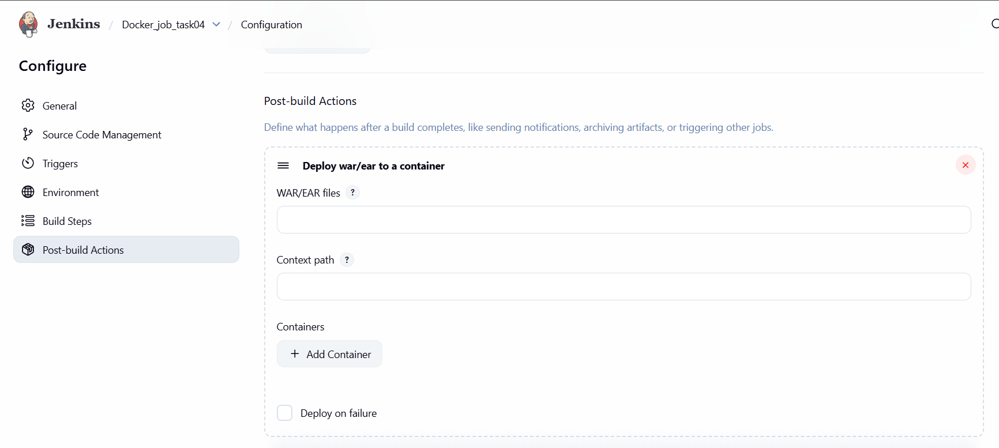 Jenkins / Docker_job_task04 / Configuration
Configure
General
Source Code Management
Triggers
Environment
Build Steps
Post-build Actions
Post-build Actions
Define what happens after a build completes, like sending notifications, archiving artifacts, or triggering other jobs.
Deploy war/ear to a container
WAR/EAR files ?
Context path ?
Containers
+ Add Container
Deploy on failure